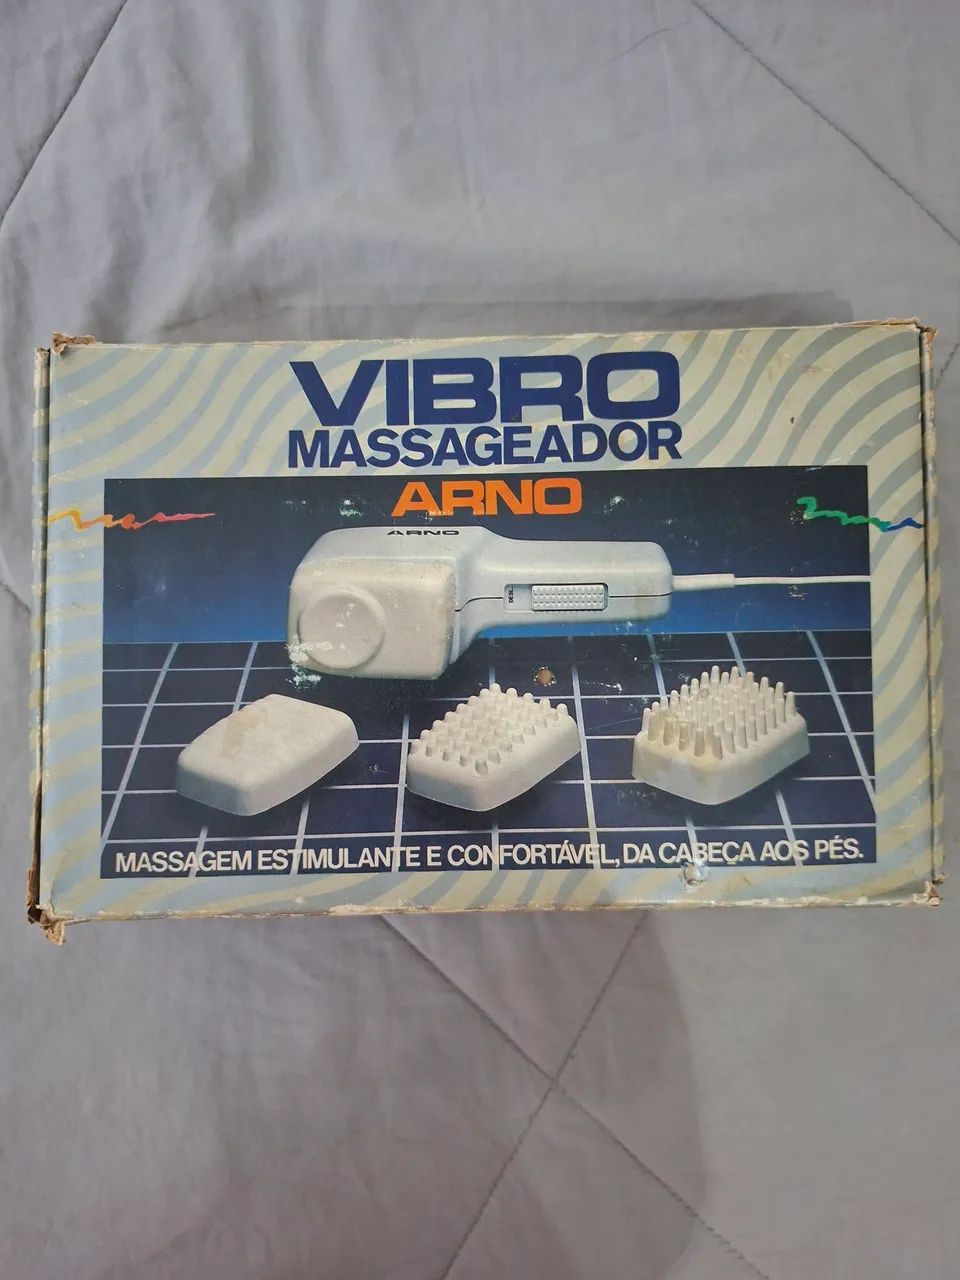 VIBRO
MASSAGEADOR
ARNO
ARNO
DESL.
MASSAGEM ESTIMULANTE E CONFORTÁVEL, DA CABEÇA AOS PÉS.